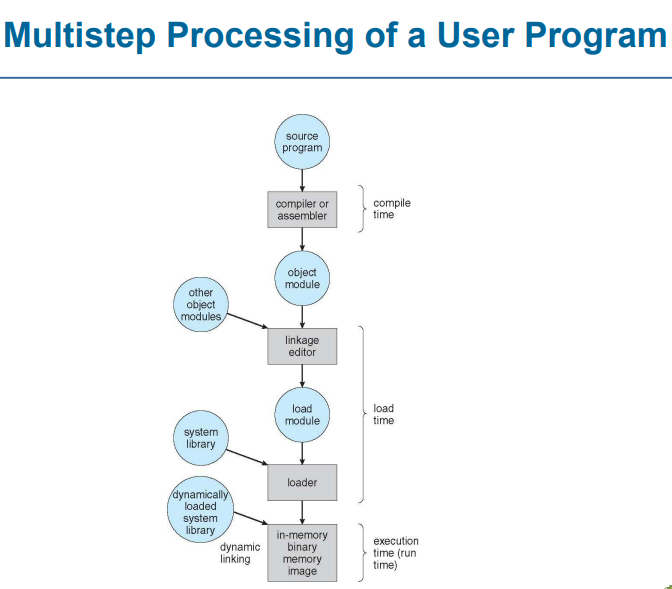 Multistep Processing of a User Program
source
program
compiler or
assembler
compile
time
object
module
other
object
modules
linkage
editor
load
module
load
time
system
library
loader
dynamically
loaded
system
library
dynamic
linking
in-memory
binary
memory
image
execution
time (run
time)